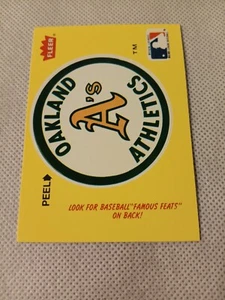 FLEER
OAKLAND
A's
ATHLETICS
TM
PEEL
LOOK FOR BASEBALL "FAMOUS FEATS"
ON BACK!